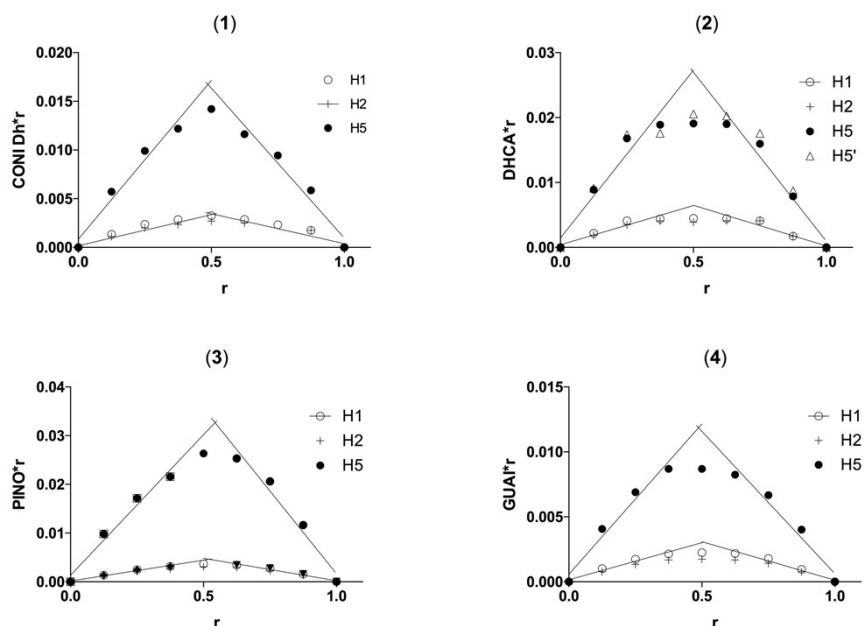 (1)
CONI Dh*r
0.020
0.015
0.010
0.005
0.000
0.0
0.5
1.0
r
H1
H2
H5
(2)
DHCA*r
0.03
0.02
0.01
0.00
0.0
0.5
1.0
r
H1
H2
H5
H5'
(3)
PINO*r
0.04
0.03
0.02
0.01
0.00
0.0
0.5
1.0
r
H1
H2
H5
(4)
GUAI*r
0.015
0.010
0.005
0.000
0.0
0.5
1.0
r
H1
H2
H5